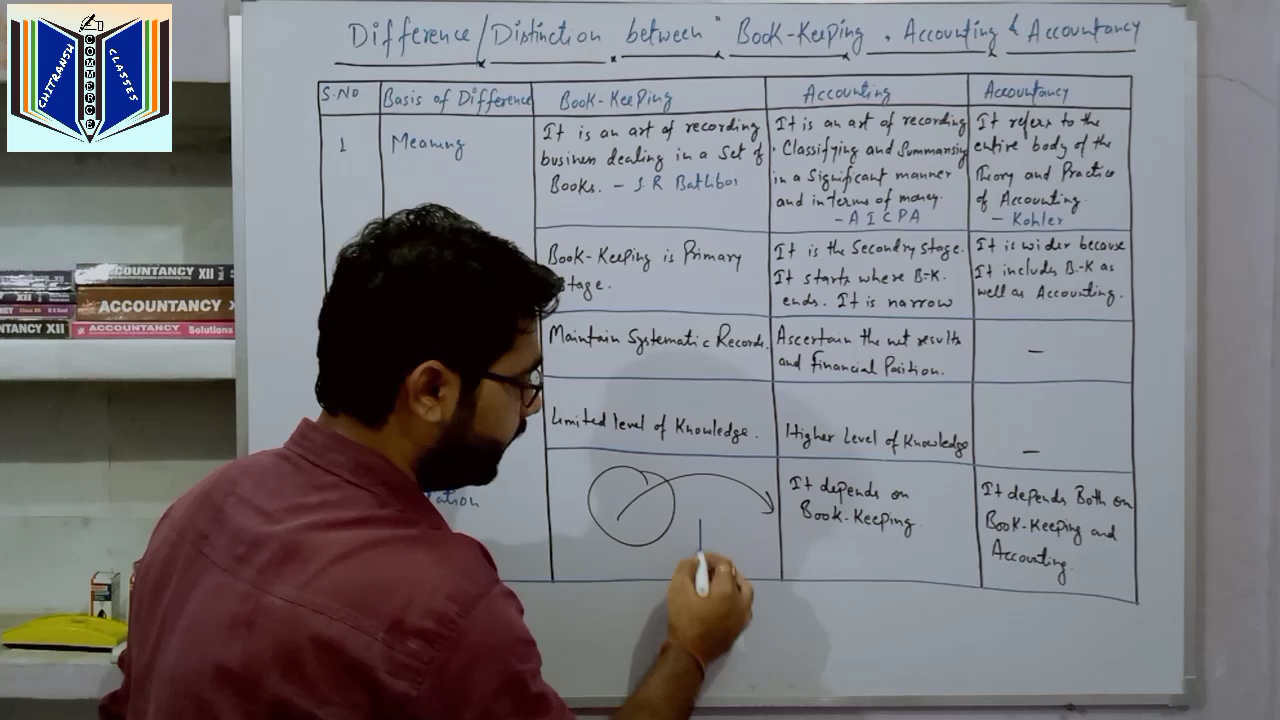 CHITRANSH
COMMERCE
CLASSES
Difference/Distinction between "Book-Keeping, Accounting & Accountancy
S.No
Basis of Difference
Book-Keeping
Accounting
Accountancy
1
Meaning
It is an art of recording
business dealing in a Set of
Books. - J R Batliboi
It is an art of recording
, Classifying and Summarising
in a Significant manner
and interms of money.
- A I C P A
It refers to the
entire body of the
Theory and Practice
of Accounting.
- Kohler
Book-Keeping is Primary
Stage.
It is the Secondry stage.
It starts where B-K.
ends. It is narrow
It is wider because
It includes B.-K as
well as Accounting.
Maintain Systematic Records.
Ascertain the net results
and Financial Position.
-
Limited level of Knowledge.
Higher Level of Knowledge
-
It depends on
Book-Keeping
It depends Both on
Book-Keeping and
Accounting.
ACCOUNTANCY XII
ACCOUNTANCY
ACCOUNTANCY Solutions
XII
NTANCY XII